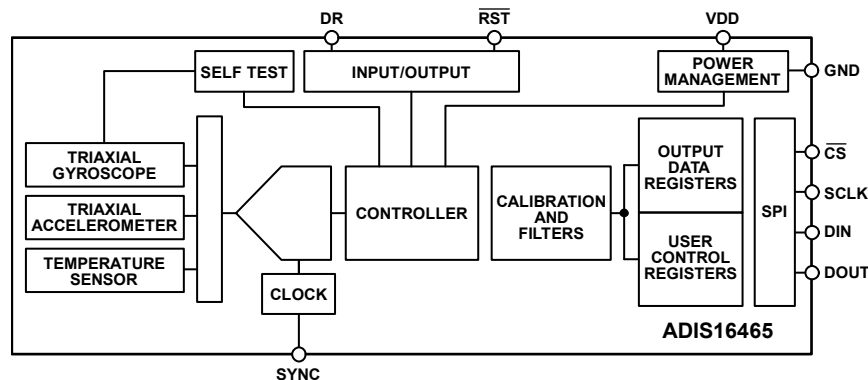 DR
RST
VDD
SELF TEST
INPUT/OUTPUT
POWER
MANAGEMENT
GND
TRIAXIAL
GYROSCOPE
TRIAXIAL
ACCELEROMETER
TEMPERATURE
SENSOR
CLOCK
SYNC
CONTROLLER
CALIBRATION
AND
FILTERS
OUTPUT
DATA
REGISTERS
USER
CONTROL
REGISTERS
SPI
CS
SCLK
DIN
DOUT
ADIS16465